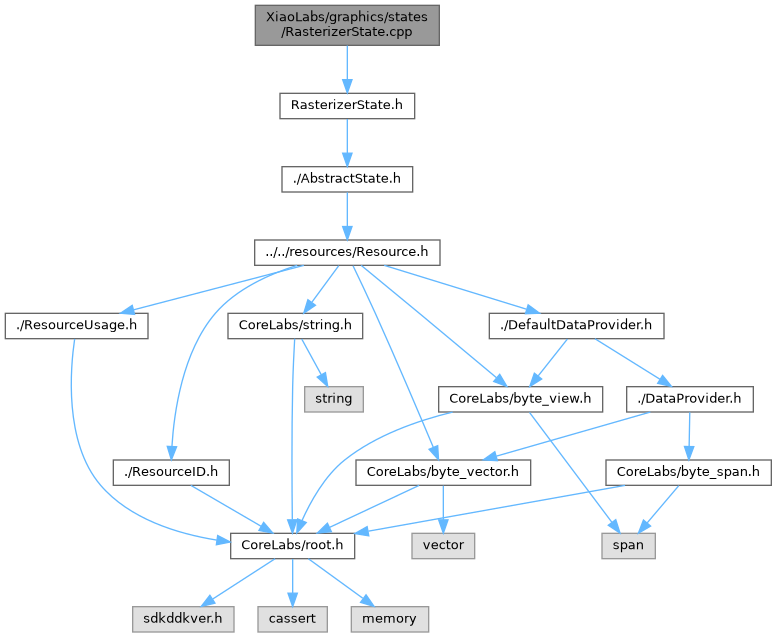 XiaoLabs/graphics/states
/RasterizerState.cpp
RasterizerState.h
./AbstractState.h
../../resources/Resource.h
./ResourceUsage.h
CoreLabs/string.h
./DefaultDataProvider.h
string
CoreLabs/byte_view.h
./DataProvider.h
./ResourceID.h
CoreLabs/byte_vector.h
CoreLabs/byte_span.h
CoreLabs/root.h
vector
span
sdkddkver.h
cassert
memory